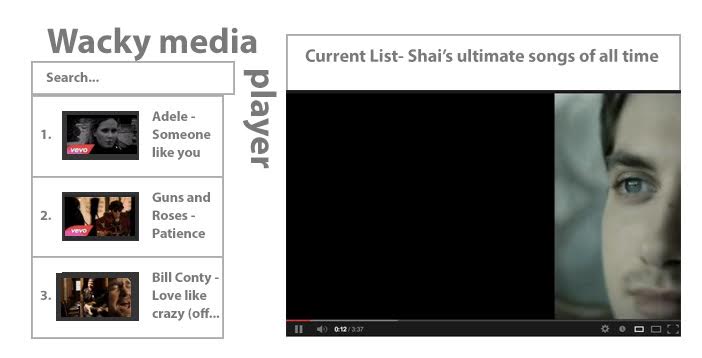 Wacky media
player
Search...
1.
Adele -
Someone
like you
vevo
2.
Guns and
Roses -
Patience
vevo
3.
Bill Conty -
Love like
crazy (off...
Current List- Shai's ultimate songs of all time
0:12 / 3:37